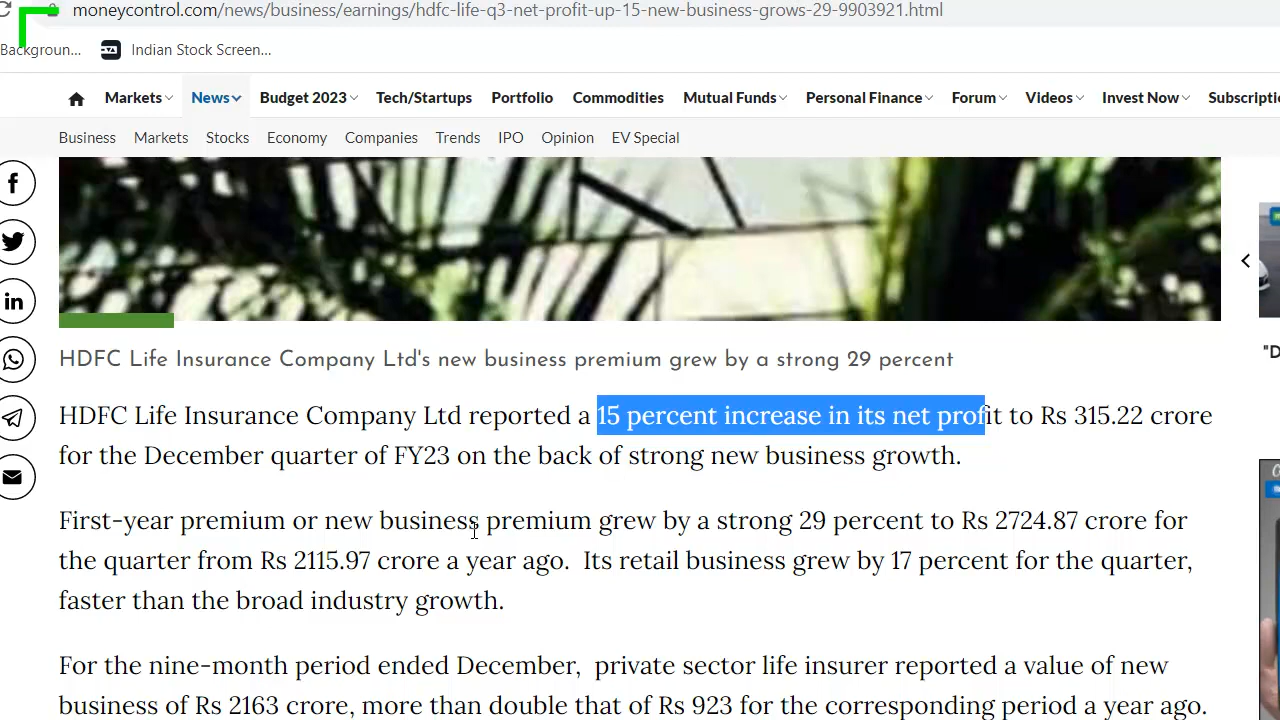 moneycontrol.com/news/business/earnings/hdfc-life-q3-net-profit-up-15-new-business-grows-29-9903921.html
Backgroun... Indian Stock Screen...
Markets News Budget 2023 Tech/Startups Portfolio Commodities Mutual Funds Personal Finance Forum Videos Invest Now Subscripti
Business Markets Stocks Economy Companies Trends IPO Opinion EV Special
HDFC Life Insurance Company Ltd's new business premium grew by a strong 29 percent
"D
HDFC Life Insurance Company Ltd reported a 15 percent increase in its net profit to Rs 315.22 crore
for the December quarter of FY23 on the back of strong new business growth.
First-year premium or new business premium grew by a strong 29 percent to Rs 2724.87 crore for
the quarter from Rs 2115.97 crore a year ago. Its retail business grew by 17 percent for the quarter,
faster than the broad industry growth.
For the nine-month period ended December, private sector life insurer reported a value of new
business of Rs 2163 crore, more than double that of Rs 923 for the corresponding period a year ago.